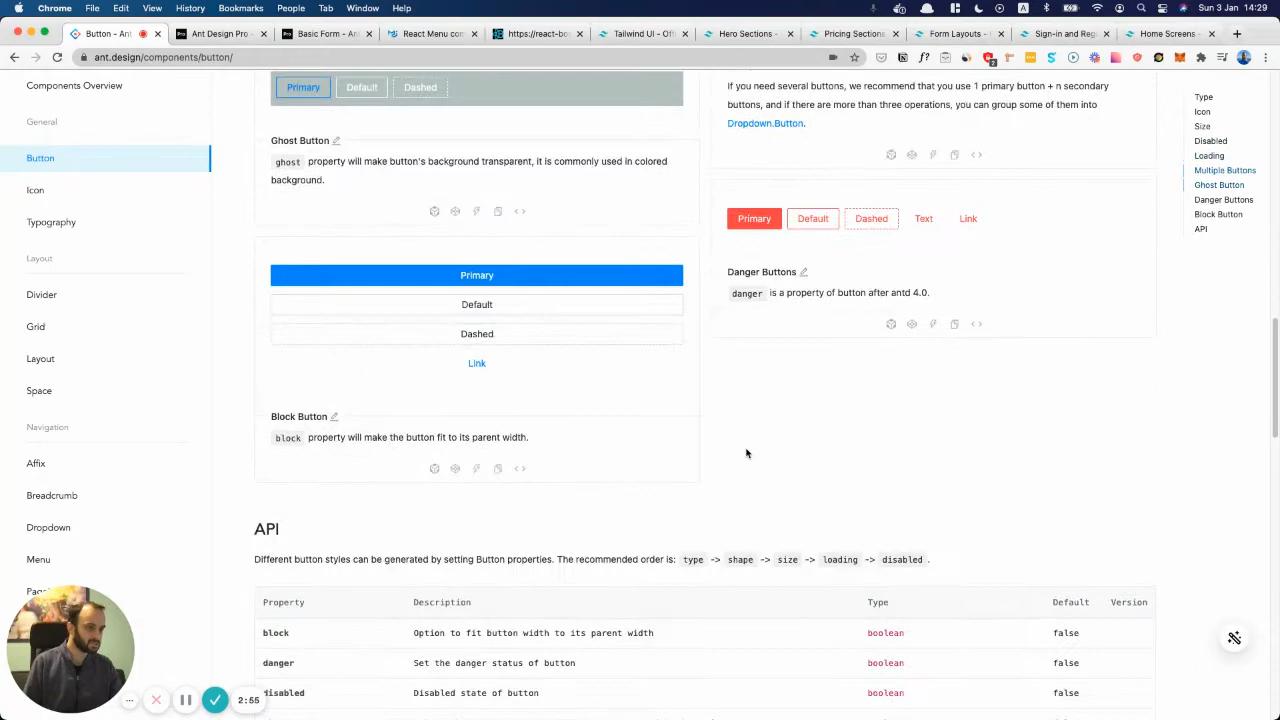 Chrome File Edit View History Bookmarks People Tab Window Help
Sun 3 Jan 14:29
Button - Ant
Ant Design Pro
Basic Form - Ant
React Menu com
https://react-bo
Tailwind UI - Off
Hero Sections -
Pricing Sections
Form Layouts -
Sign-in and Reg
Home Screens -
ant.design/components/button/
Components Overview
General
Button
Icon
Typography
Layout
Divider
Grid
Layout
Space
Navigation
Affix
Breadcrumb
Dropdown
Menu
Primary Default Dashed
Ghost Button
ghost property will make button's background transparent, it is commonly used in colored
background.
Primary
Default
Dashed
Link
Block Button
block property will make the button fit to its parent width.
If you need several buttons, we recommend that you use 1 primary button + n secondary
buttons, and if there are more than three operations, you can group some of them into
Dropdown.Button.
Primary Default Dashed Text Link
Danger Buttons
danger is a property of button after antd 4.0.
Type
Icon
Size
Disabled
Loading
Multiple Buttons
Ghost Button
Danger Buttons
Block Button
API
API
Different button styles can be generated by setting Button properties. The recommended order is: type -> shape -> size -> loading -> disabled .
Property Description Type Default Version
block Option to fit button width to its parent width boolean false
danger Set the danger status of button boolean false
disabled Disabled state of button boolean false
2:55